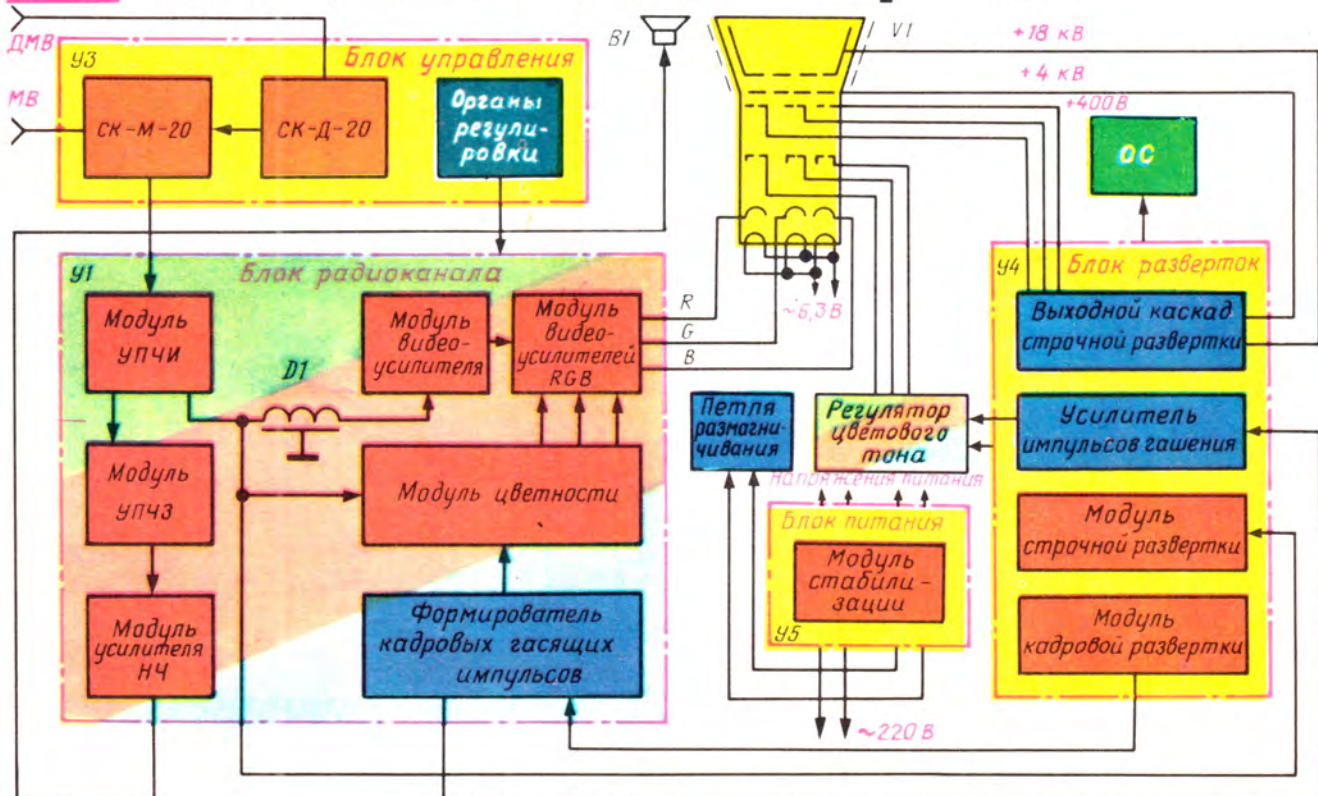 ДМВ
МВ
У3
Блок управления
СК-М-20
СК-Д-20
Органы
регули-
ровки
В1
V1
+18 кВ
+4 кВ
+400 В
ОС
У1
Блок радиоканала
Модуль
УПЧИ
D1
Модуль
видео-
усилителя
Модуль
видео-
усилителей
RGB
R
G
B
~6,3 В
Модуль
УПЧЗ
Модуль цветности
Модуль
усилителя
НЧ
Формирователь
кадровых гасящих
импульсов
Петля
размагни-
чивания
Регулятор
цветового
тона
Напряжения питания
Блок питания
Модуль
стабили-
зации
У5
~220 В
У4
Блок разверток
Выходной каскад
строчной развертки
Усилитель
импульсов гашения
Модуль
строчной развертки
Модуль
кадровой развертки